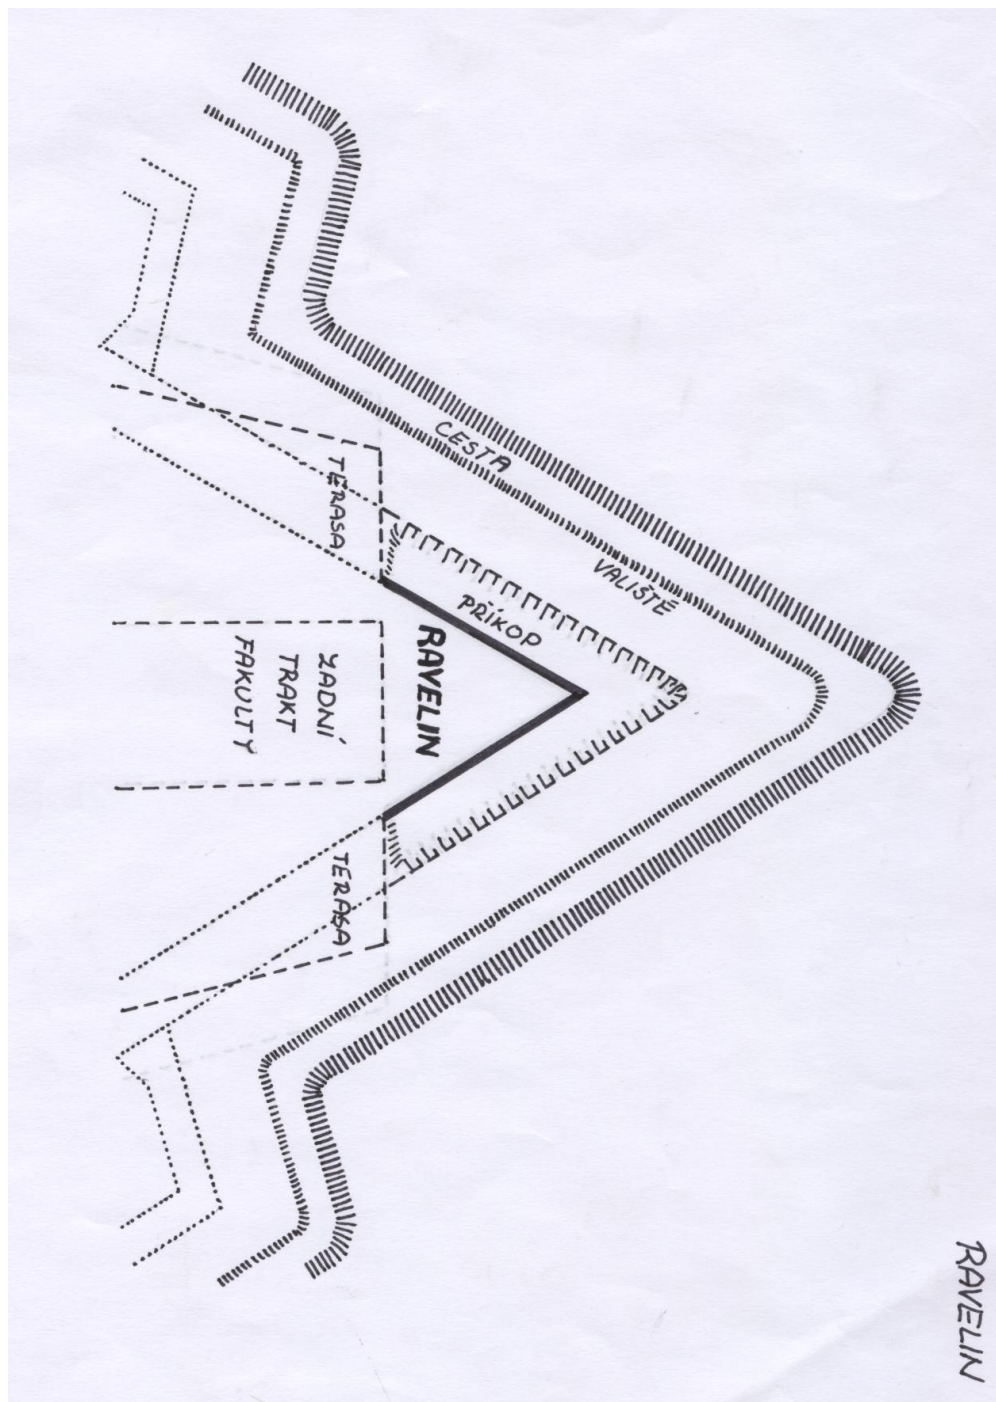 RAVELIN
VALIŠTĚ
CESTA
PŘÍKOP
RAVELIN
TERASA
ZADNÍ
TRAKT
FAKULTY
TERASA